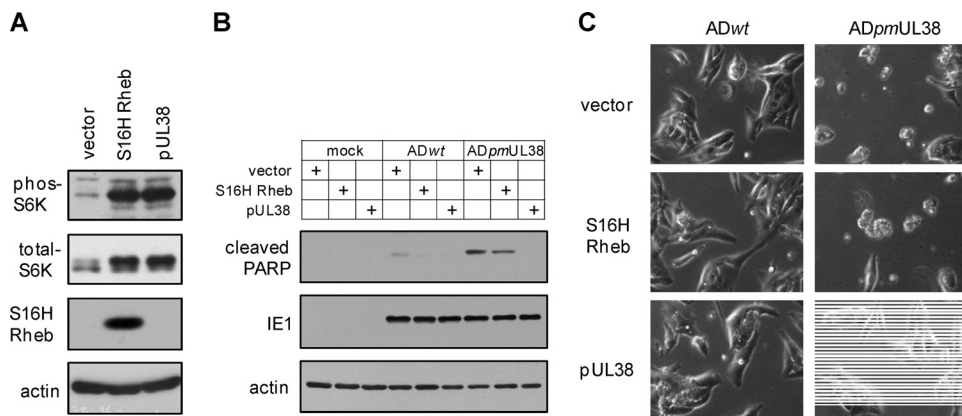 A
vector
S16H Rheb
pUL38
phos-
S6K
total-
S6K
S16H
Rheb
actin
B
mock ADwt ADpmUL38
vector + + +
S16H Rheb + + +
pUL38 + + +
cleaved
PARP
IE1
actin
C
ADwt ADpmUL38
vector
S16H
Rheb
pUL38